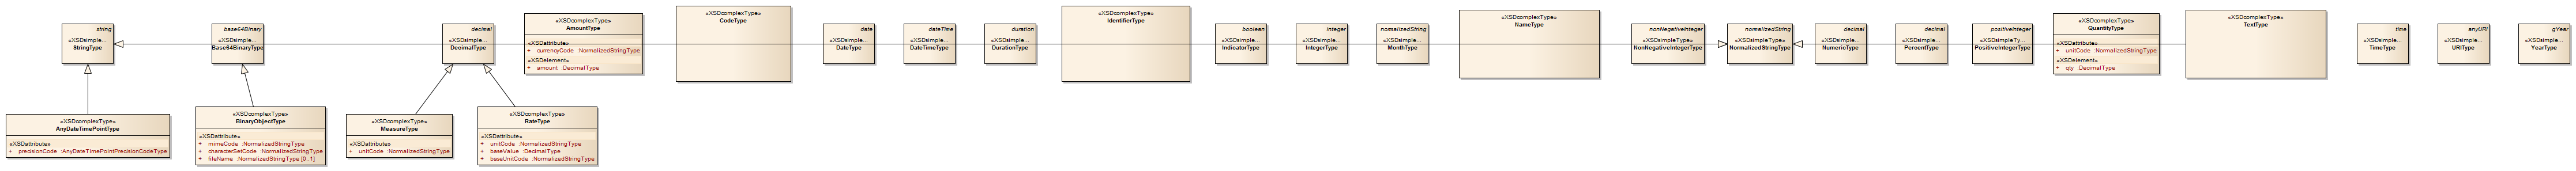 string
«XSDsimple...
StringType
base64Binary
«XSDsimple...
Base64BinaryType
decimal
«XSDsimple...
DecimalType
«XSDcomplexType»
AmountType
«XSDattribute»
+ currencyCode :NormalizedStringType
«XSDelement»
+ amount :DecimalType
«XSDcomplexType»
CodeType
date
«XSDsimple...
DateType
dateTime
«XSDsimple...
DateTimeType
duration
«XSDsimple...
DurationType
«XSDcomplexType»
IdentifierType
boolean
«XSDsimple...
IndicatorType
integer
«XSDsimple...
IntegerType
normalizedString
«XSDsimple...
MonthType
«XSDcomplexType»
NameType
nonNegativeInteger
«XSDsimpleType»
NonNegativeIntegerType
normalizedString
«XSDsimpleType»
NormalizedStringType
decimal
«XSDsimple...
NumericType
decimal
«XSDsimple...
PercentType
positiveInteger
«XSDsimpleTy...
PositiveIntegerType
«XSDcomplexType»
QuantityType
«XSDattribute»
+ unitCode :NormalizedStringType
«XSDelement»
+ qty :DecimalType
«XSDcomplexType»
TextType
time
«XSDsimple...
TimeType
anyURI
«XSDsimple...
URIType
gYear
«XSDsimple...
YearType
«XSDcomplexType»
AnyDateTimePointType
«XSDattribute»
+ precisionCode :AnyDateTimePointPrecisionCodeType
«XSDcomplexType»
BinaryObjectType
«XSDattribute»
+ mimeCode :NormalizedStringType
+ characterSetCode :NormalizedStringType
+ fileName :NormalizedStringType [0..1]
«XSDcomplexType»
MeasureType
«XSDattribute»
+ unitCode :NormalizedStringType
«XSDcomplexType»
RateType
«XSDattribute»
+ unitCode :NormalizedStringType
+ baseValue :DecimalType
+ baseUnitCode :NormalizedStringType